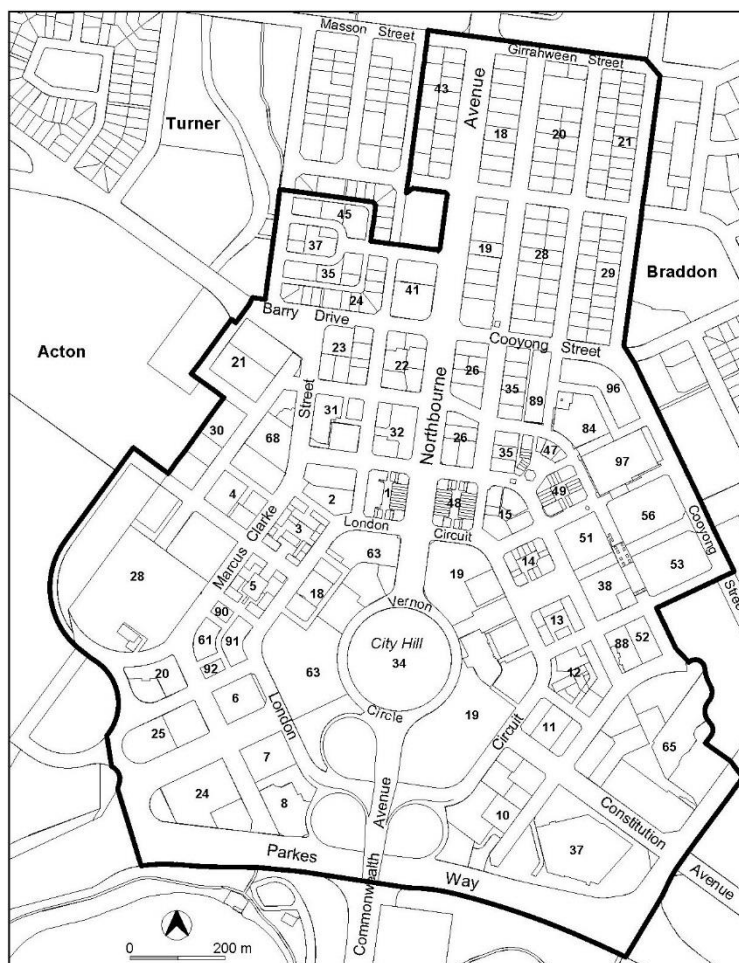 Masson Street
Girrahween Street
43
Turner
Avenue
18
20
21
45
37
19
28
29
35
41
Braddon
24
Barry Drive
Cooyong Street
Acton
23
22
26
35
96
21
89
Street
Northbourne
31
32
26
84
30
68
35
47
97
4
2
1
48
49
56
Cooyong
Marcus Clarke
3
London Circuit
15
51
63
28
19
14
53
5
18
38
Street
Vernon
90
13
City Hill
88
52
61
91
34
12
92
20
63
6
London
Circle
19
11
65
25
Circuit
7
24
8
Avenue
10
Constitution
37
Parkes Way
Avenue
Commonwealth
0 200 m